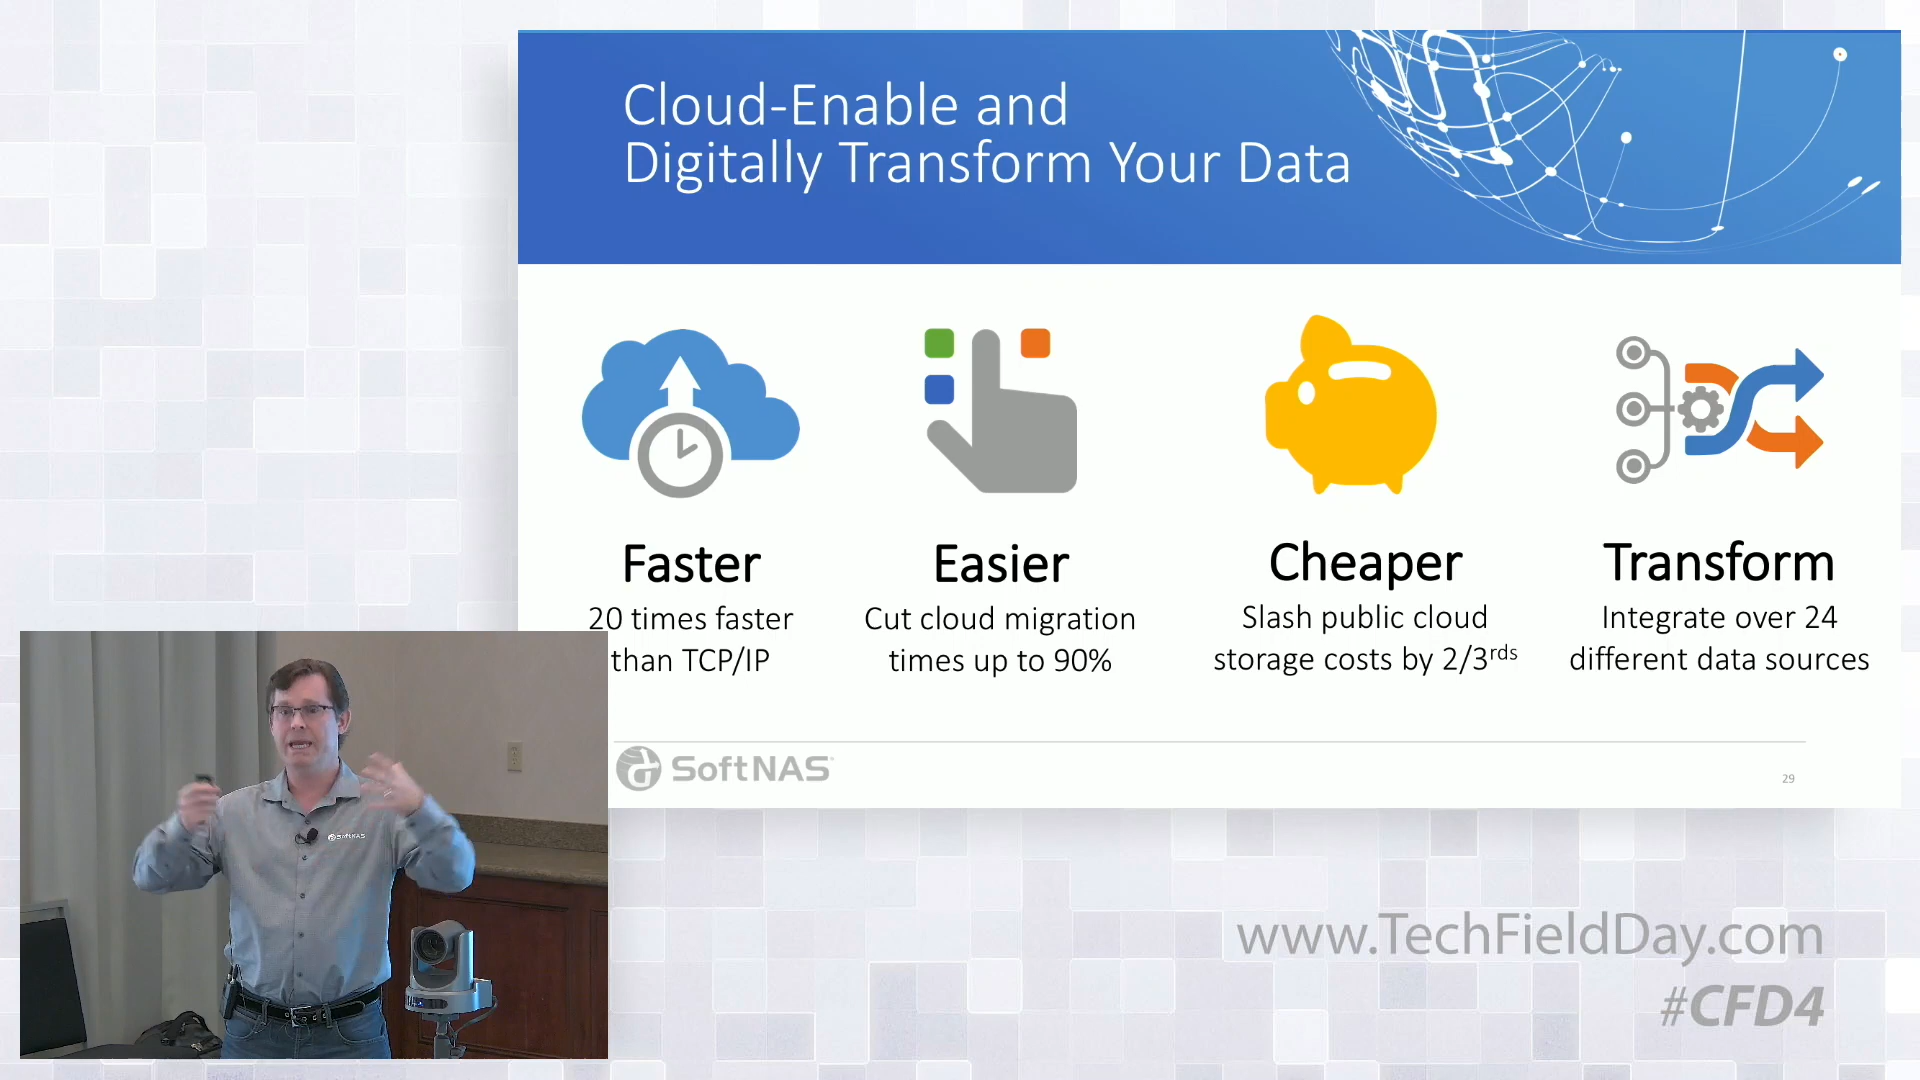 Cloud-Enable and
Digitally Transform Your Data
Faster
20 times faster
than TCP/IP
Easier
Cut cloud migration
times up to 90%
Cheaper
Slash public cloud
storage costs by 2/3rds
Transform
Integrate over 24
different data sources
SoftNAS
29
SoftNAS
www.TechFieldDay.com
#CFD4